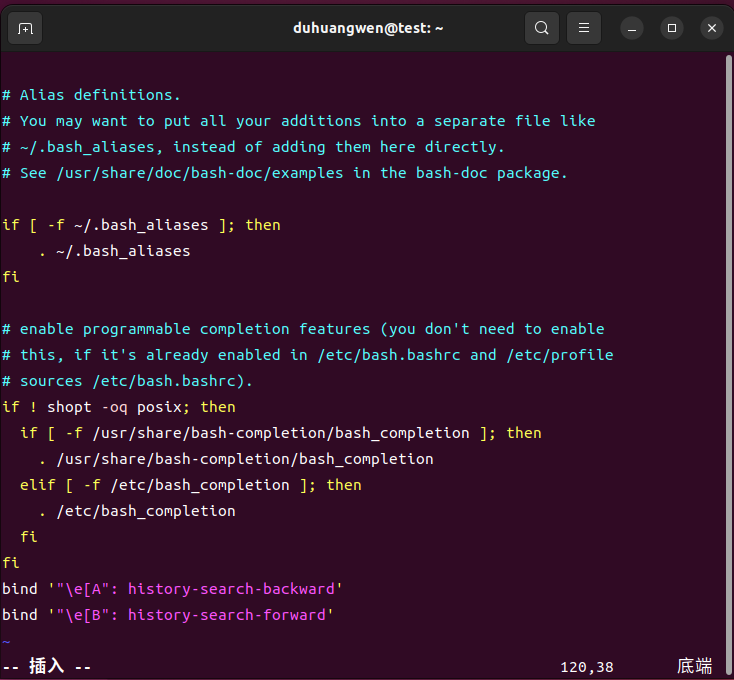 duhuangwen@test: ~
# Alias definitions.
# You may want to put all your additions into a separate file like
# ~/.bash_aliases, instead of adding them here directly.
# See /usr/share/doc/bash-doc/examples in the bash-doc package.
if [ -f ~/.bash_aliases ]; then
    . ~/.bash_aliases
fi
# enable programmable completion features (you don't need to enable
# this, if it's already enabled in /etc/bash.bashrc and /etc/profile
# sources /etc/bash.bashrc).
if ! shopt -oq posix; then
  if [ -f /usr/share/bash-completion/bash_completion ]; then
    . /usr/share/bash-completion/bash_completion
  elif [ -f /etc/bash_completion ]; then
    . /etc/bash_completion
  fi
fi
bind '"\e[A": history-search-backward'
bind '"\e[B": history-search-forward'
~
-- 插入 -- 120,38 底端